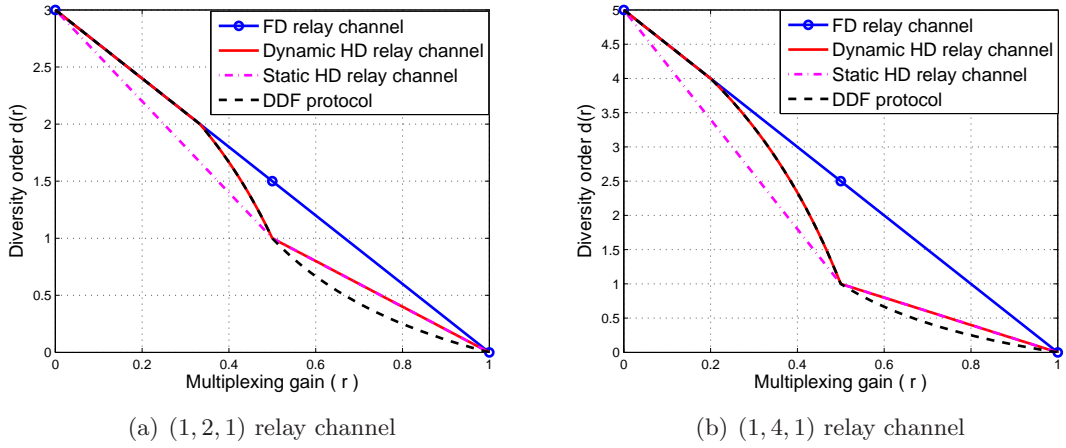 3
2.5
2
1.5
1
0.5
0
0
0.2
0.4
0.6
0.8
1
Diversity order d(r)
Multiplexing gain ( r )
FD relay channel
Dynamic HD relay channel
Static HD relay channel
DDF protocol
(a) (1, 2, 1) relay channel
5
4.5
4
3.5
3
2.5
2
1.5
1
0.5
0
0
0.2
0.4
0.6
0.8
1
Diversity order d(r)
Multiplexing gain ( r )
FD relay channel
Dynamic HD relay channel
Static HD relay channel
DDF protocol
(b) (1, 4, 1) relay channel